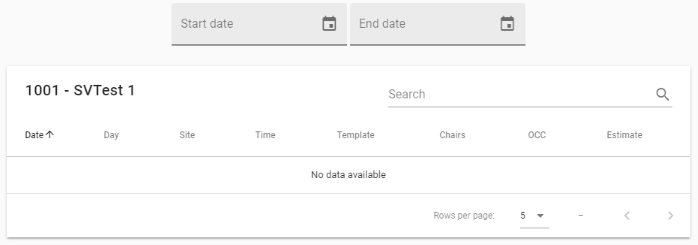 Start date
End date
1001 - SVTest 1
Search
Date Day Site Time Template Chairs OCC Estimate
No data available
Rows per page: 5 –